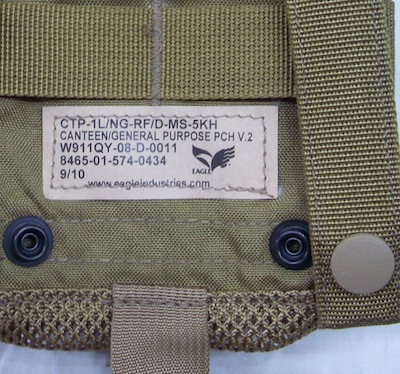 CTP-1L/NG-RF/D-MS-5KH
CANTEEN/GENERAL PURPOSE PCH V.2
W911QY-08-D-0011
8465-01-574-0434
EAGLE
9/10
www.eagleindustries.com